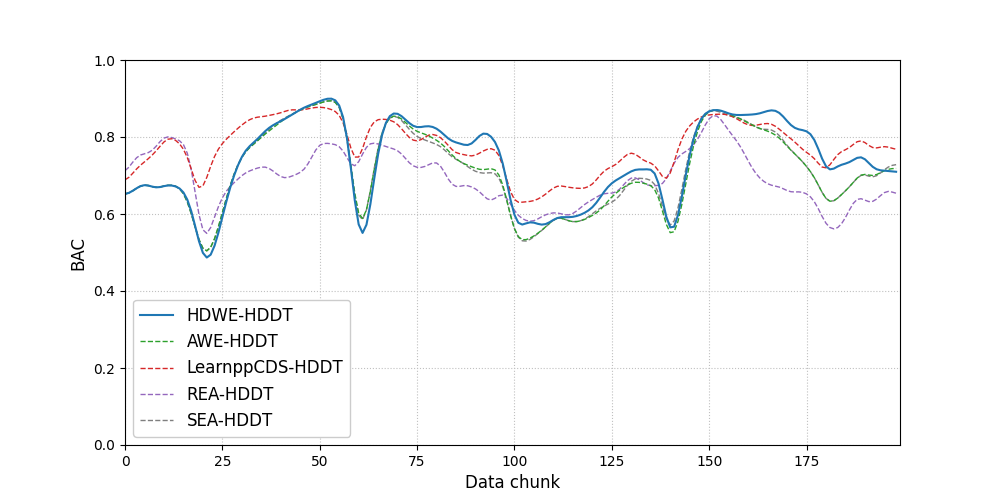 1.0
0.8
0.6
0.4
0.2
0.0
BAC
HDWE-HDDT
AWE-HDDT
LearnppCDS-HDDT
REA-HDDT
SEA-HDDT
0 25 50 75 100 125 150 175
Data chunk